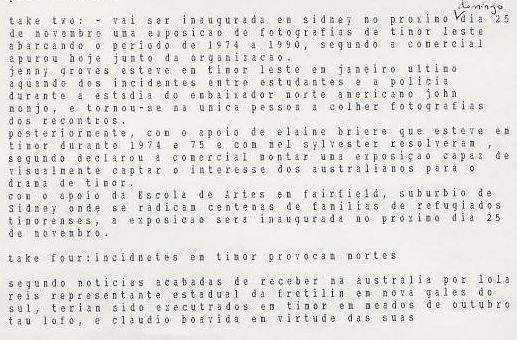 domingo
take two: - vai ser inaugurada em sidney no proximo dia 25
de novembro uma exposicao de fotografias de timor leste
abarcando o periodo de 1974 a 1990, segundo a comercial
apurou hoje junto da organizacao.
jenny groves esteve em timor leste em janeiro ultimo
aquando dos incidentes entre estudantes e a policia
durante a estadia do embaixador norte americano john
monjo, e tornou-se na unica pessoa a colher fotografias
dos recontros.
posteriormente, com o apoio de elaine briere que esteve em
timor durante 1974 e 75 e com mel sylvester resolveram ,
segundo declarou á comercial montar uma exposiçao capaz de
visualmente captar o interesse dos australianos para o
drama de timor.
com o apoio da Escola de Artes em fairfield, suburbio de
Sidney onde se radicam centenas de familias de refugiados
timorenses, a exposicao sera inaugurada no proximo dia 25
de novembro.
take four:incidnetes em timor provocam mortes
segundo noticias acabadas de receber na australia por lola
reis representante estadual da fretilin em nova gales do
sul, teriam sido executrados em timor em meados de outubro
tau lofo, e claudio boavida em virtude das suas